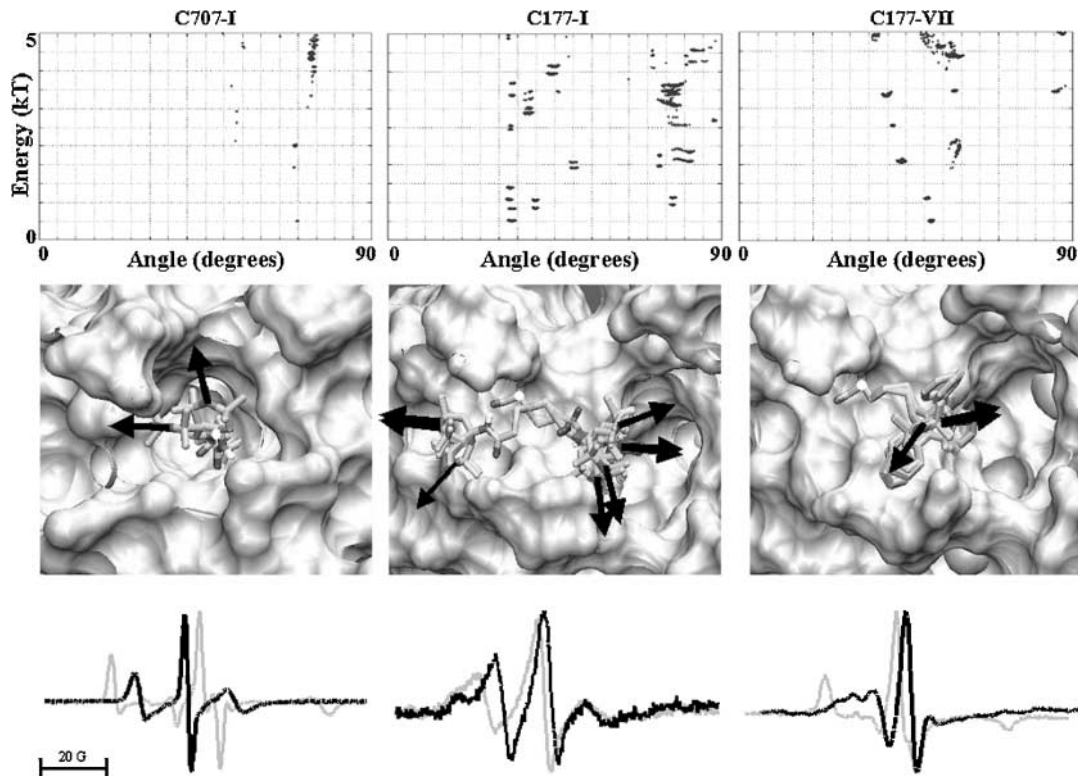 C707-I C177-I C177-VII
5
Energy (kT)
0
0 90 0 90 0 90
Angle (degrees) Angle (degrees) Angle (degrees)
20 G